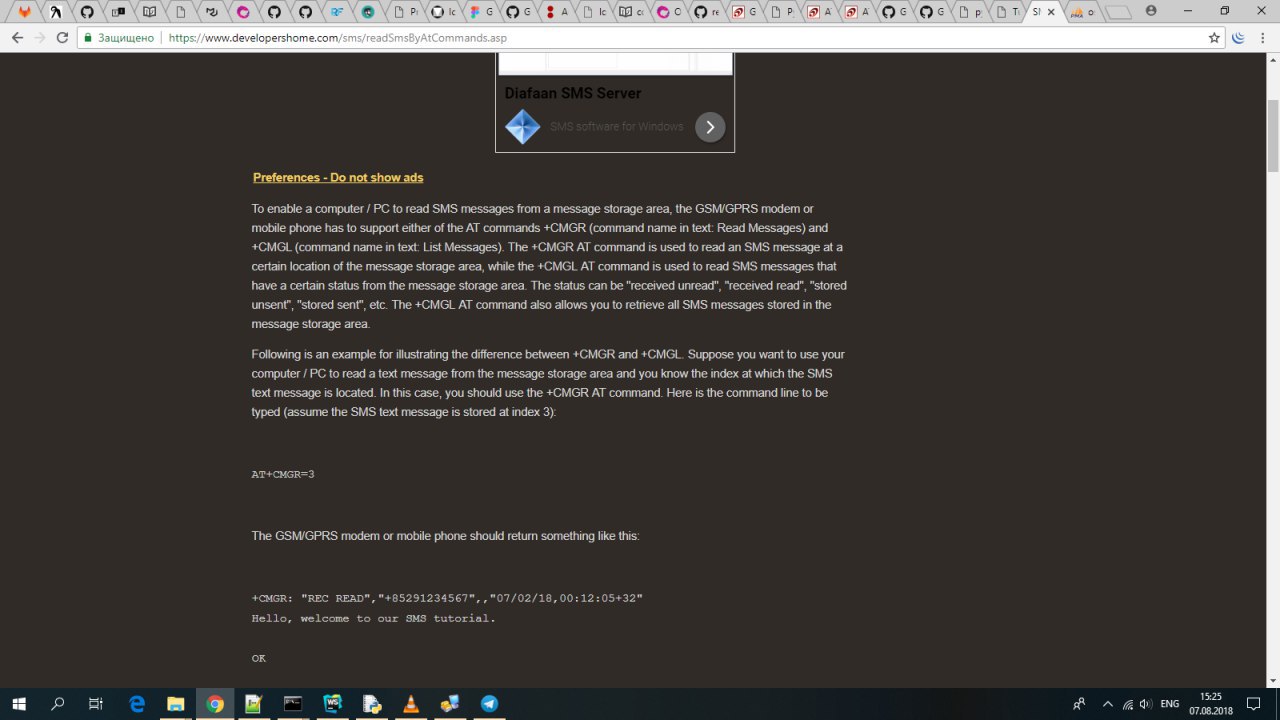 Защищено
https://www.developershome.com/sms/readSmsByAtCommands.asp
Diafaan SMS Server
SMS software for Windows
Preferences - Do not show ads
To enable a computer / PC to read SMS messages from a message storage area, the GSM/GPRS modem or
mobile phone has to support either of the AT commands +CMGR (command name in text: Read Messages) and
+CMGL (command name in text: List Messages). The +CMGR AT command is used to read an SMS message at a
certain location of the message storage area, while the +CMGL AT command is used to read SMS messages that
have a certain status from the message storage area. The status can be "received unread", "received read", "stored
unsent", "stored sent", etc. The +CMGL AT command also allows you to retrieve all SMS messages stored in the
message storage area.
Following is an example for illustrating the difference between +CMGR and +CMGL. Suppose you want to use your
computer / PC to read a text message from the message storage area and you know the index at which the SMS
text message is located. In this case, you should use the +CMGR AT command. Here is the command line to be
typed (assume the SMS text message is stored at index 3):
AT+CMGR=3
The GSM/GPRS modem or mobile phone should return something like this:
+CMGR: "REC READ","+85291234567",,"07/02/18,00:12:05+32"
Hello, welcome to our SMS tutorial.
OK
ENG
15:25
07.08.2018